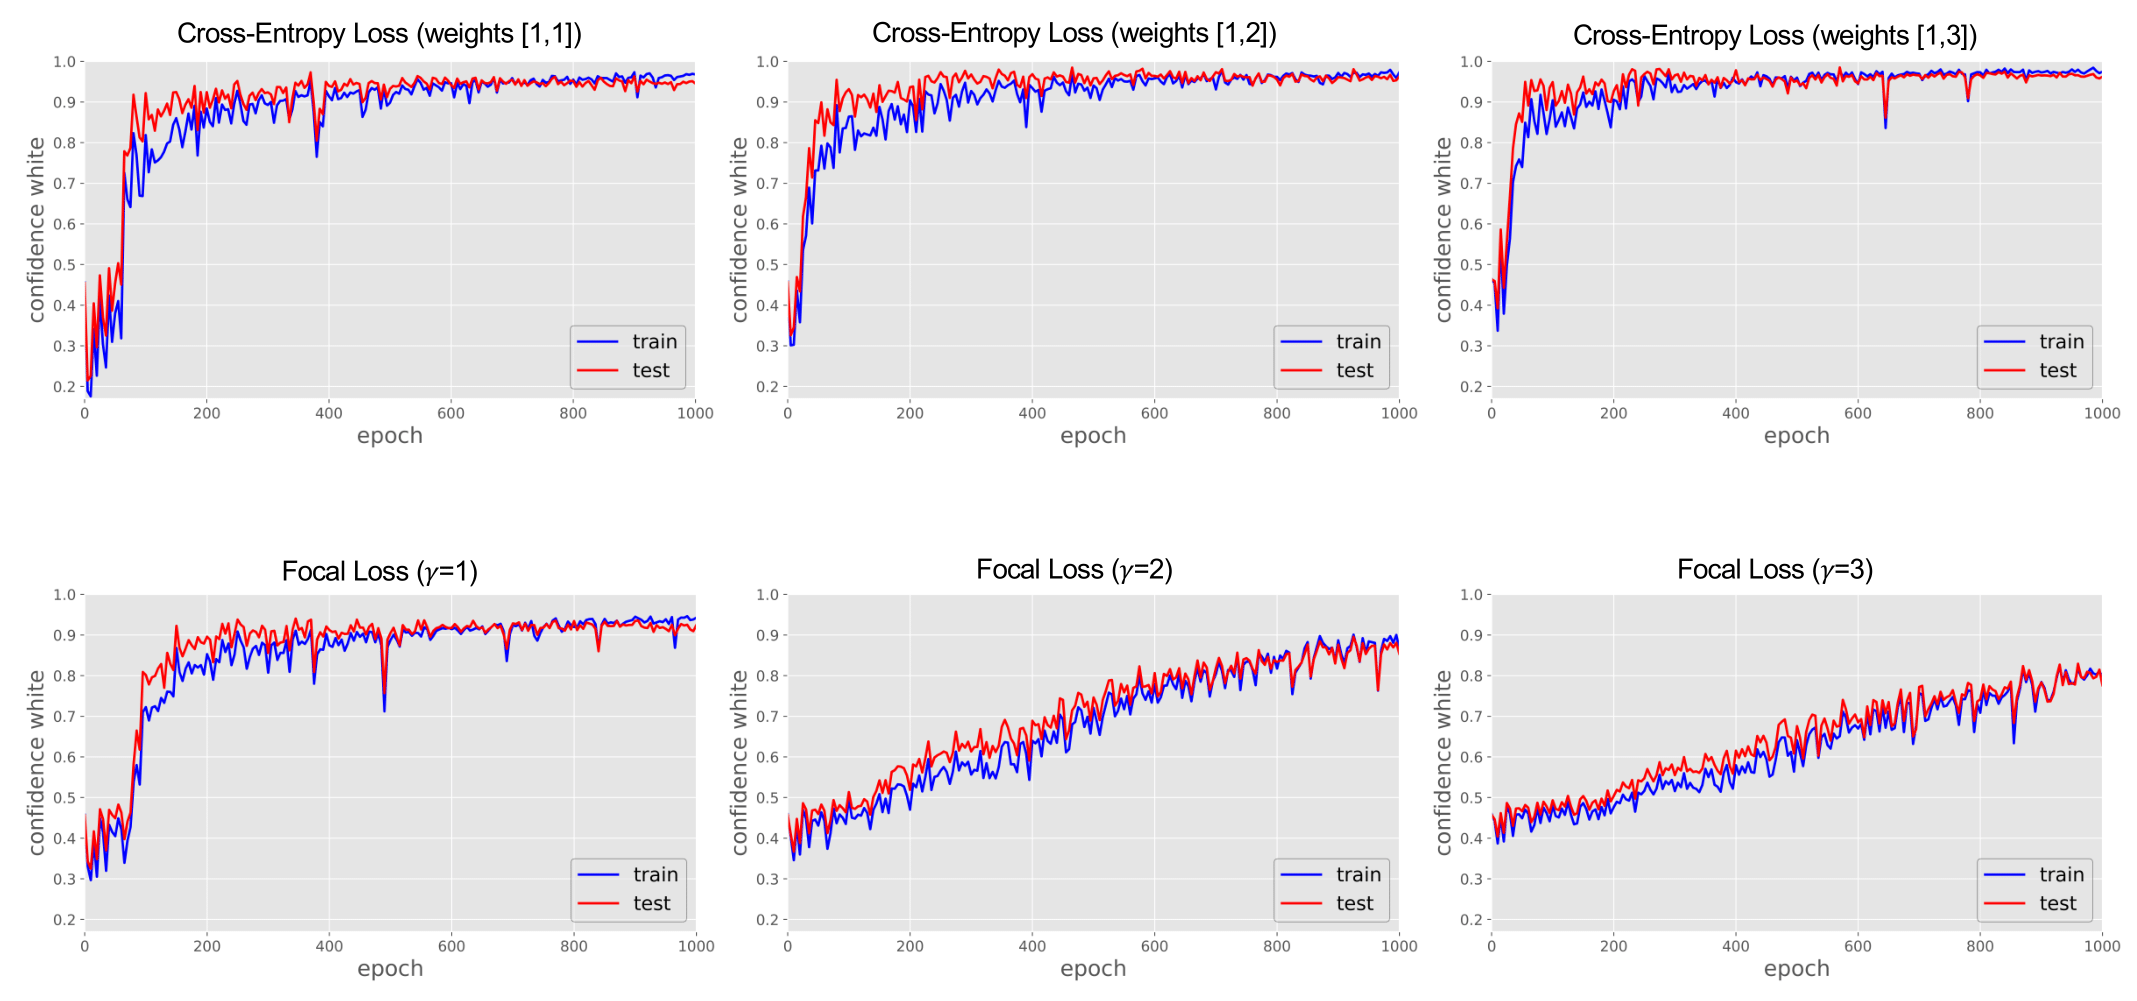 Cross-Entropy Loss (weights [1,1])
1.0
0.9
0.8
0.7
0.6
0.5
0.4
0.3
0.2
confidence white
0 200 400 600 800 1000
epoch
train
test
Cross-Entropy Loss (weights [1,2])
1.0
0.9
0.8
0.7
0.6
0.5
0.4
0.3
0.2
confidence white
0 200 400 600 800 1000
epoch
train
test
Cross-Entropy Loss (weights [1,3])
1.0
0.9
0.8
0.7
0.6
0.5
0.4
0.3
0.2
confidence white
0 200 400 600 800 1000
epoch
train
test
Focal Loss (γ=1)
1.0
0.9
0.8
0.7
0.6
0.5
0.4
0.3
0.2
confidence white
0 200 400 600 800 1000
epoch
train
test
Focal Loss (γ=2)
1.0
0.9
0.8
0.7
0.6
0.5
0.4
0.3
0.2
confidence white
0 200 400 600 800 1000
epoch
train
test
Focal Loss (γ=3)
1.0
0.9
0.8
0.7
0.6
0.5
0.4
0.3
0.2
confidence white
0 200 400 600 800 1000
epoch
train
test